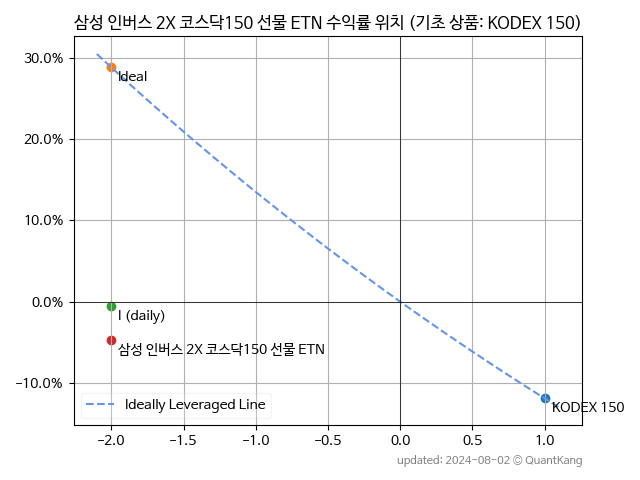 삼성 인버스 2X 코스닥150 선물 ETN 수익률 위치 (기초 상품: KODEX 150)
30.0%
Ideal
20.0%
10.0%
0.0%
I (daily)
삼성 인버스 2X 코스닥150 선물 ETN
−10.0%
Ideally Leveraged Line
KODEX 150
−2.0 −1.5 −1.0 −0.5 0.0 0.5 1.0
updated: 2024-08-02 © QuantKang